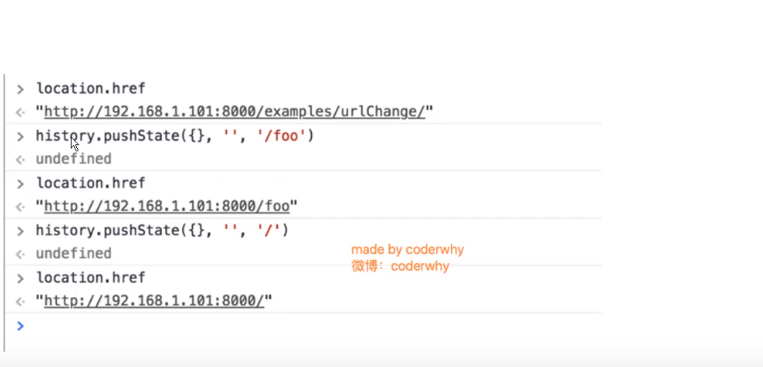 > location.href
<· "http://192.168.1.101:8000/examples/urlChange/"
> history.pushState({}, '', '/foo')
<· undefined
> location.href
<· "http://192.168.1.101:8000/foo"
> history.pushState({}, '', '/')
<· undefined
made by coderwhy
微博：coderwhy
> location.href
<· "http://192.168.1.101:8000/"
>